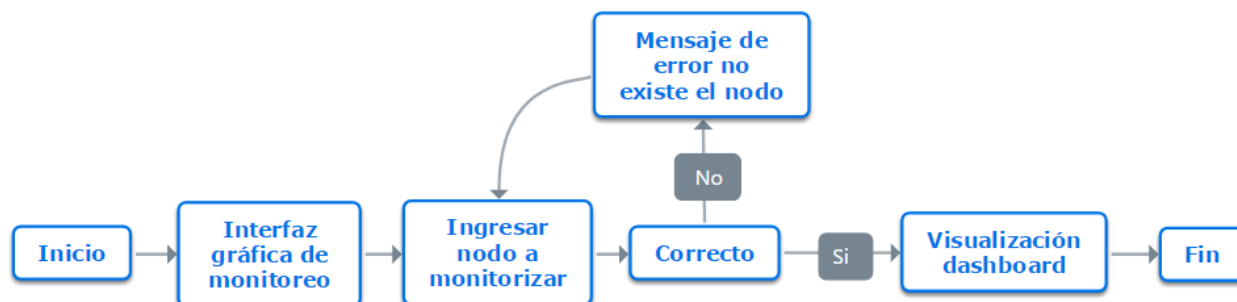 Mensaje de
error no
existe el nodo
No
Inicio
Interfaz
gráfica de
monitoreo
Ingresar
nodo a
monitorizar
Correcto
Si
Visualización
dashboard
Fin